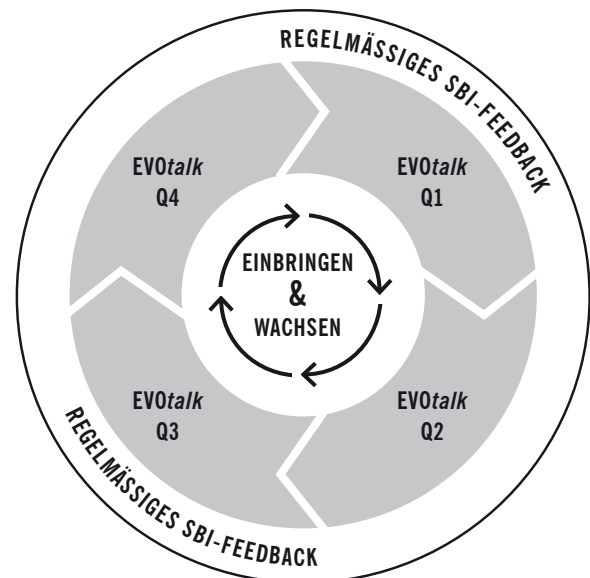 REGELMÄSSIGES SBI-FEEDBACK
EVOtalk
Q4
EVOtalk
Q1
EINBRINGEN
&
WACHSEN
EVOtalk
Q3
EVOtalk
Q2
REGELMÄSSIGES SBI-FEEDBACK